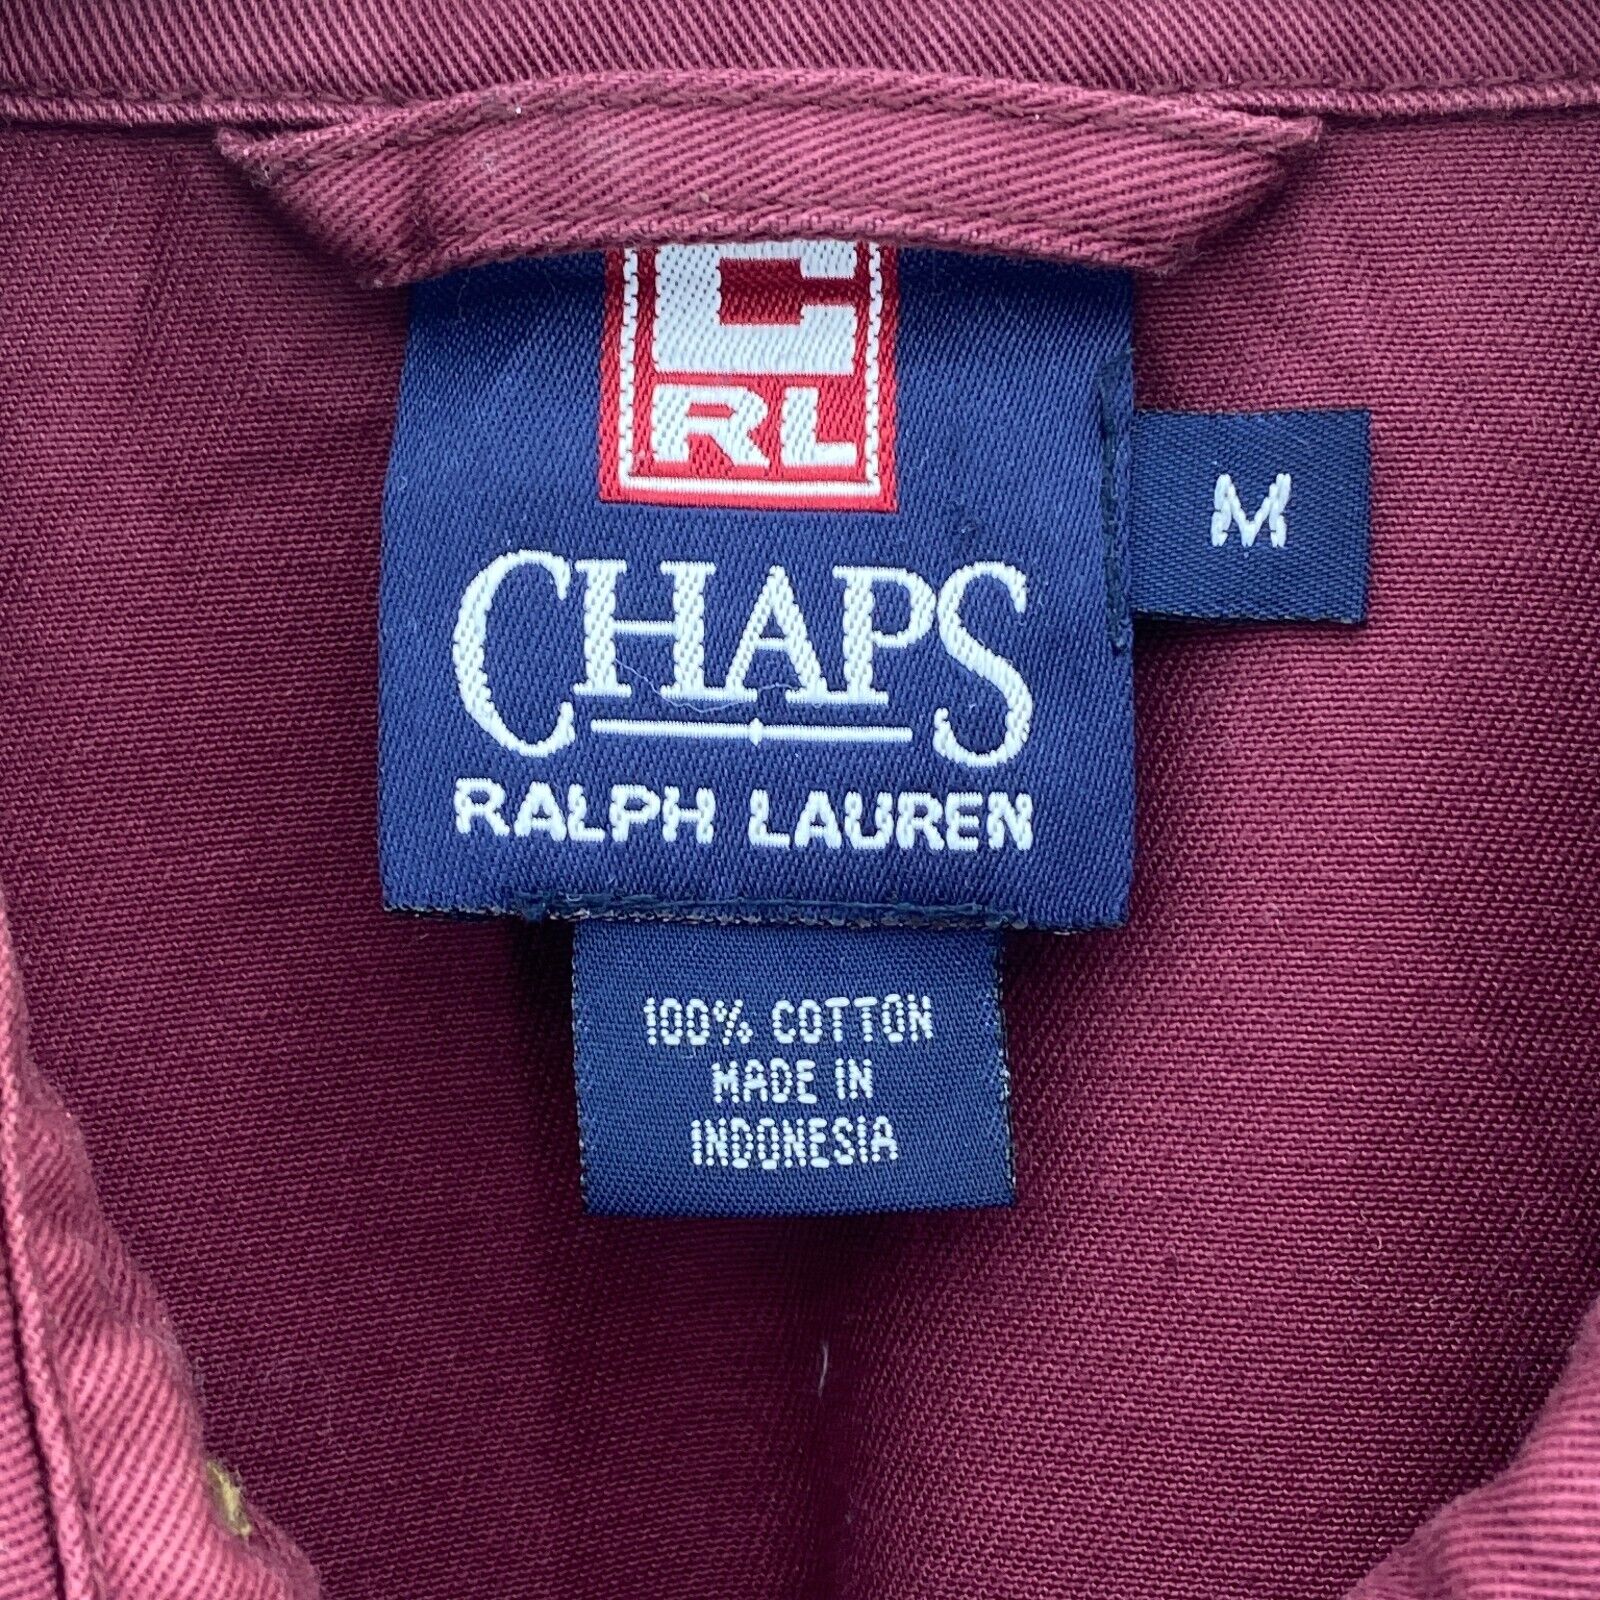 C
RL
CHAPS
RALPH LAUREN
M
100% COTTON
MADE IN
INDONESIA